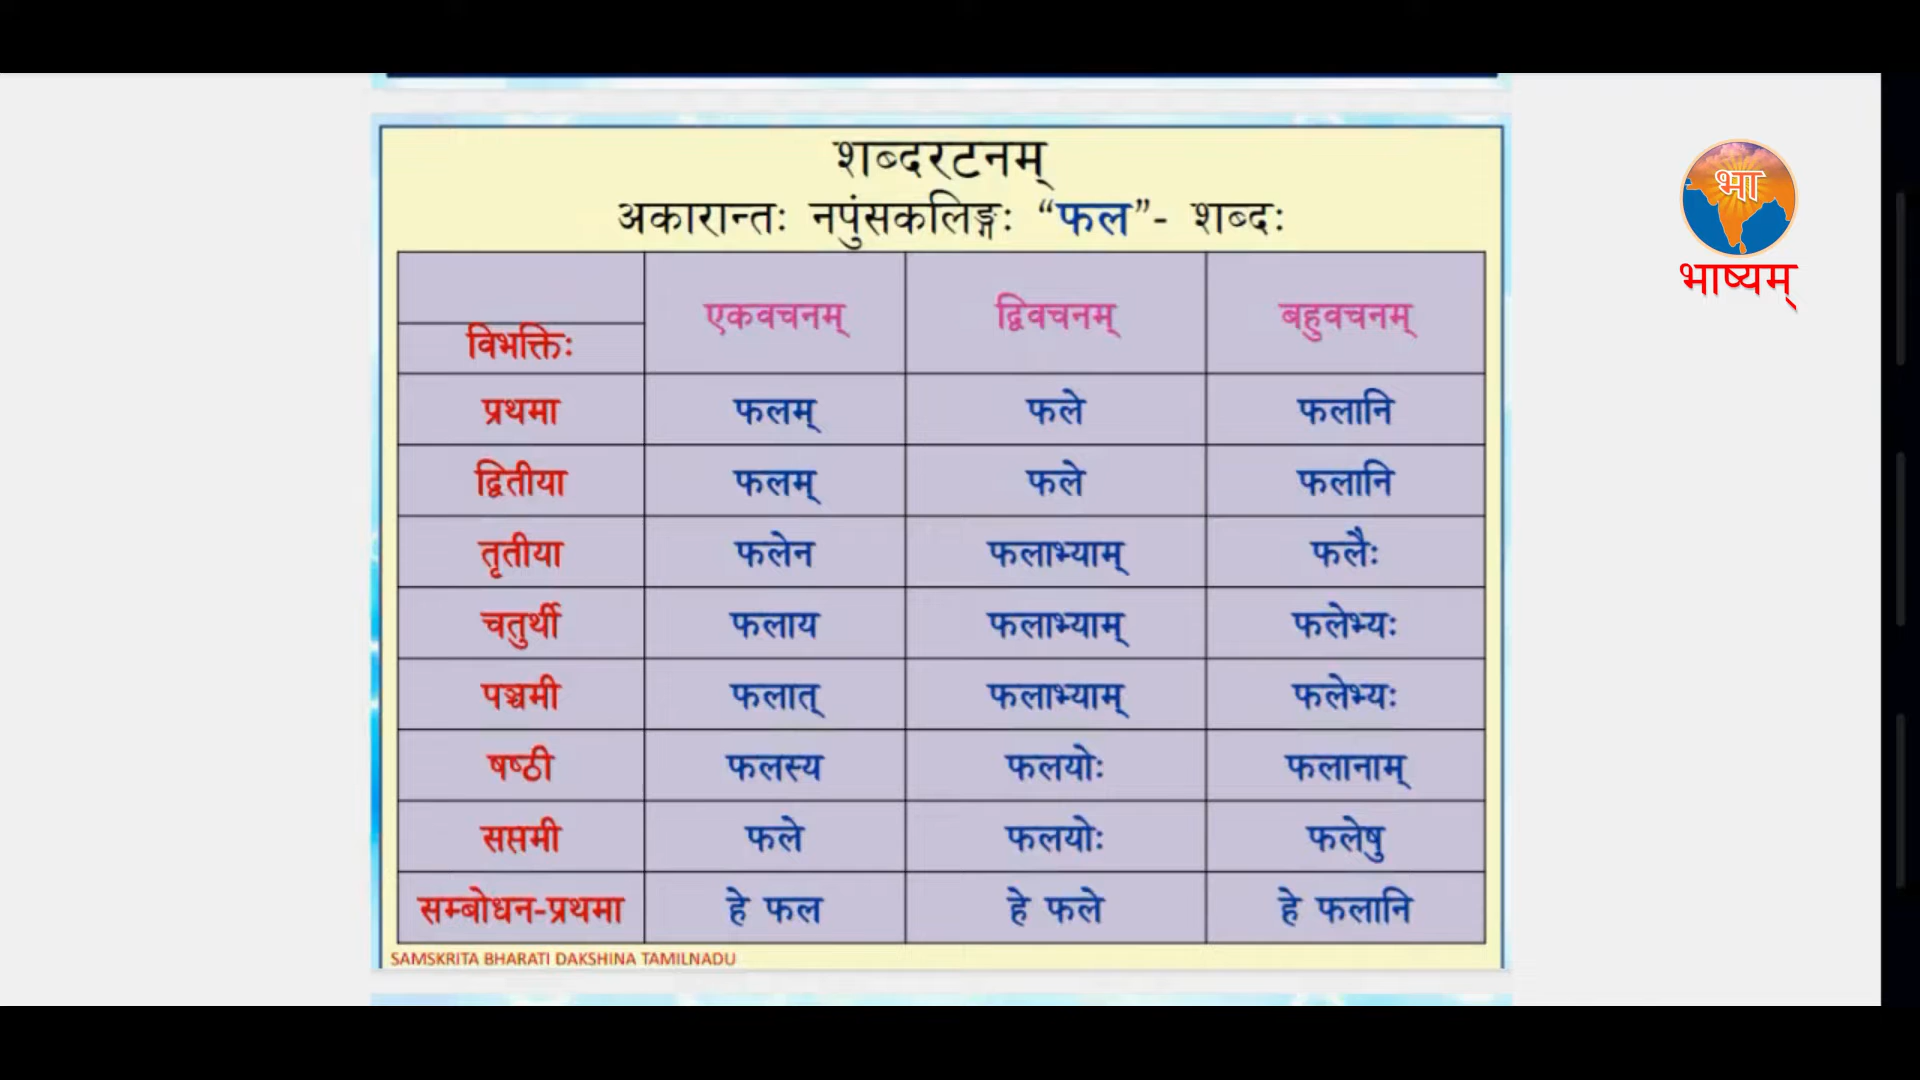 शब्दरटनम्
अकारान्तः नपुंसकलिङ्गः “फल”- शब्दः
विभक्तिः एकवचनम् द्विवचनम् बहुवचनम्
प्रथमा फलम् फले फलानि
द्वितीया फलम् फले फलानि
तृतीया फलेन फलाभ्याम् फलैः
चतुर्थी फलाय फलाभ्याम् फलेभ्यः
पञ्चमी फलात् फलाभ्याम् फलेभ्यः
षष्ठी फलस्य फलयोः फलानाम्
सप्तमी फले फलयोः फलेषु
सम्बोधन-प्रथमा हे फल हे फले हे फलानि
SAMSKRITA BHARATI DAKSHINA TAMILNADU
भा
भाष्यम्